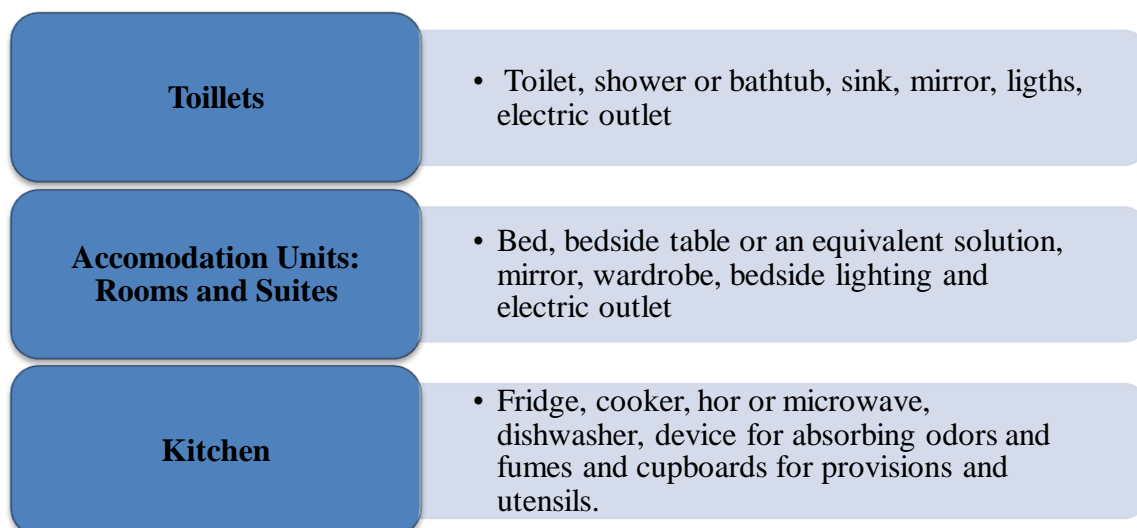 Toillets
• Toilet, shower or bathtub, sink, mirror, ligths,
electric outlet
Accomodation Units:
Rooms and Suites
• Bed, bedside table or an equivalent solution,
mirror, wardrobe, bedside lighting and
electric outlet
Kitchen
• Fridge, cooker, hor or microwave,
dishwasher, device for absorbing odors and
fumes and cupboards for provisions and
utensils.